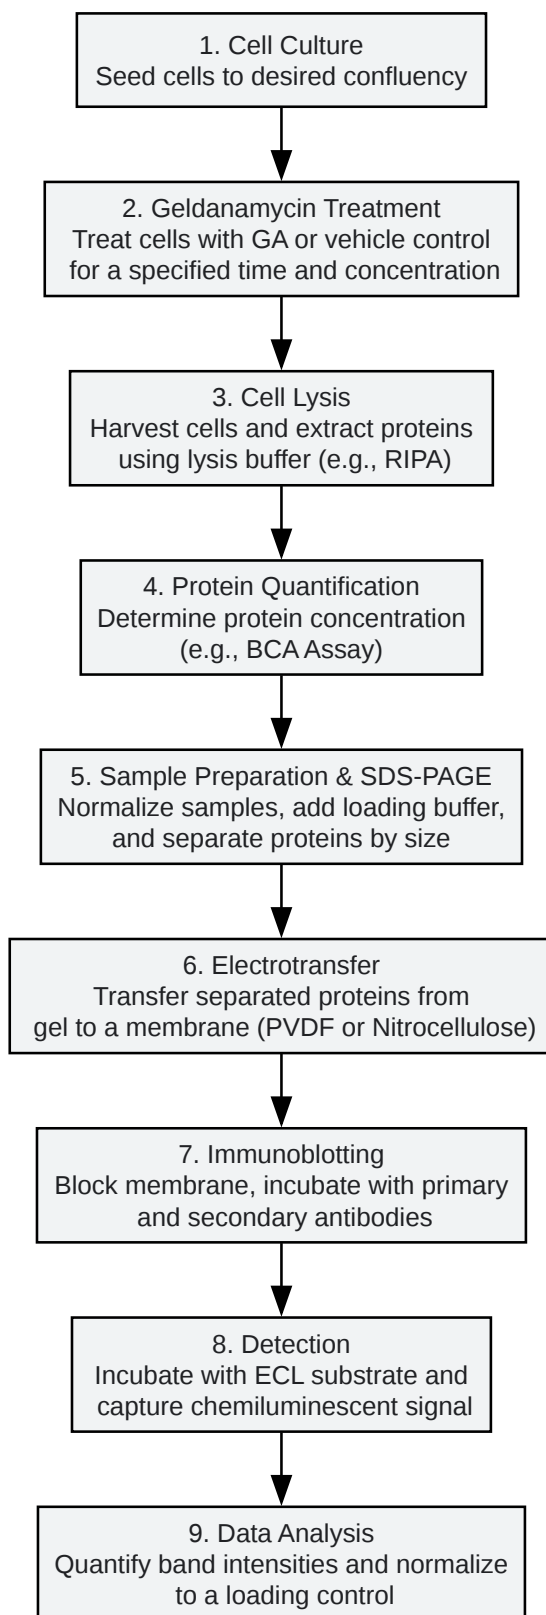 1. Cell Culture
Seed cells to desired confluency
2. Geldanamycin Treatment
Treat cells with GA or vehicle control
for a specified time and concentration
3. Cell Lysis
Harvest cells and extract proteins
using lysis buffer (e.g., RIPA)
4. Protein Quantification
Determine protein concentration
(e.g., BCA Assay)
5. Sample Preparation & SDS-PAGE
Normalize samples, add loading buffer,
and separate proteins by size
6. Electrotransfer
Transfer separated proteins from
gel to a membrane (PVDF or Nitrocellulose)
7. Immunoblotting
Block membrane, incubate with primary
and secondary antibodies
8. Detection
Incubate with ECL substrate and
capture chemiluminescent signal
9. Data Analysis
Quantify band intensities and normalize
to a loading control